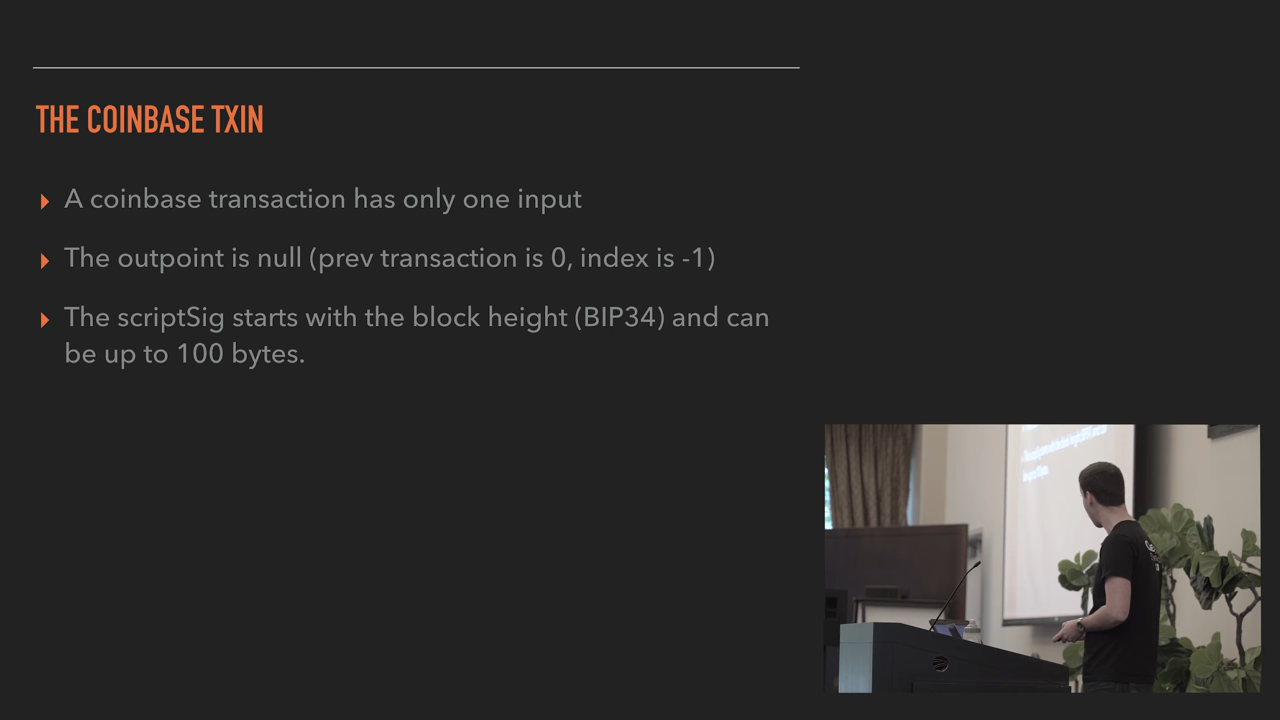 THE COINBASE TXIN
A coinbase transaction has only one input
The outpoint is null (prev transaction is 0, index is -1)
The scriptSig starts with the block height (BIP34) and can
be up to 100 bytes.